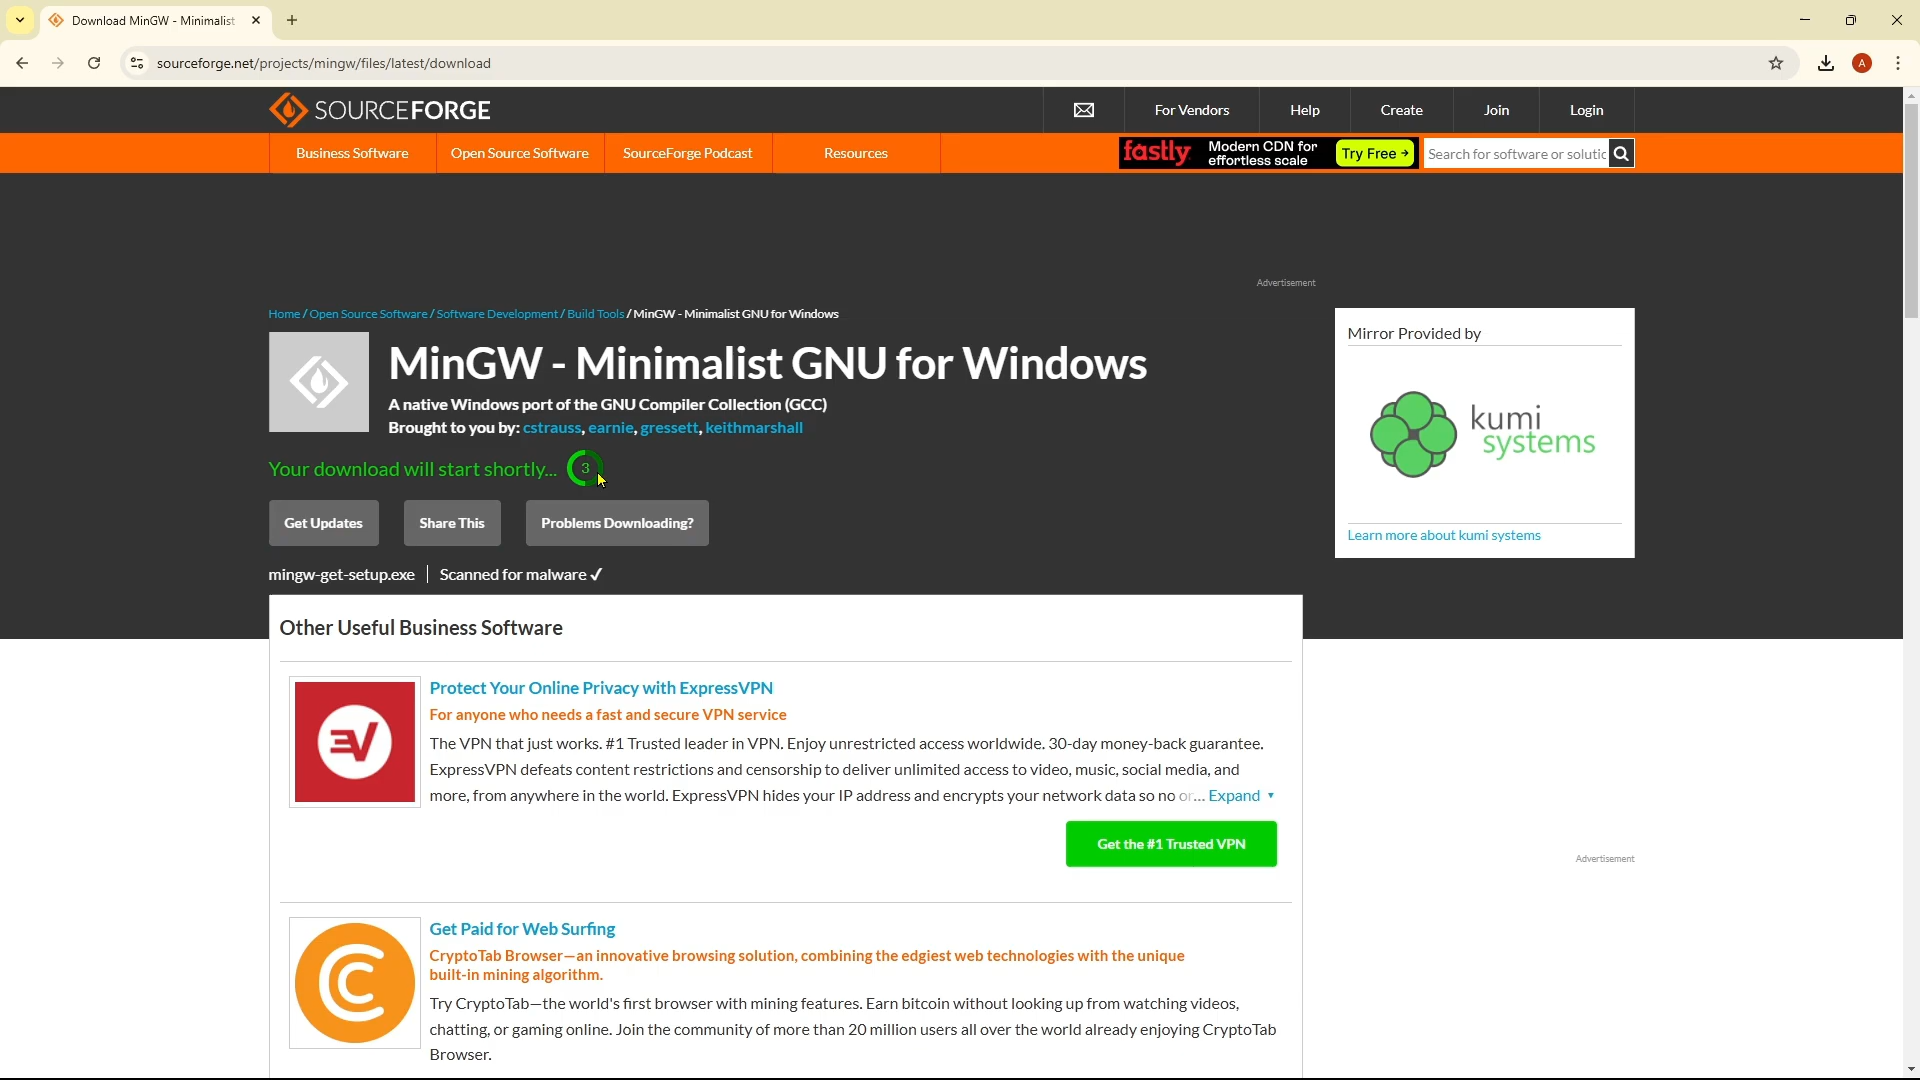 Download MinGW - Minimalist
sourceforge.net/projects/mingw/files/latest/download
A
SOURCEFORGE
For Vendors
Help
Create
Join
Login
Business Software
Open Source Software
SourceForge Podcast
Resources
fastly
Modern CDN for
effortless scale
Try Free →
Search for software or solutic
Advertisement
Home / Open Source Software / Software Development / Build Tools / MinGW - Minimalist GNU for Windows
MinGW - Minimalist GNU for Windows
A native Windows port of the GNU Compiler Collection (GCC)
Brought to you by: cstrauss, earnie, gressett, keithmarshall
Your download will start shortly... 3
Get Updates
Share This
Problems Downloading?
mingw-get-setup.exe
Scanned for malware ✓
Mirror Provided by
kumi
systems
Learn more about kumi systems
Other Useful Business Software
EV
Protect Your Online Privacy with ExpressVPN
For anyone who needs a fast and secure VPN service
The VPN that just works. #1 Trusted leader in VPN. Enjoy unrestricted access worldwide. 30-day money-back guarantee.
ExpressVPN defeats content restrictions and censorship to deliver unlimited access to video, music, social media, and
more, from anywhere in the world. ExpressVPN hides your IP address and encrypts your network data so no or... Expand ▾
Get the #1 Trusted VPN
Advertisement
Get Paid for Web Surfing
CryptoTab Browser—an innovative browsing solution, combining the edgiest web technologies with the unique
built-in mining algorithm.
Try CryptoTab—the world's first browser with mining features. Earn bitcoin without looking up from watching videos,
chatting, or gaming online. Join the community of more than 20 million users all over the world already enjoying CryptoTab
Browser.